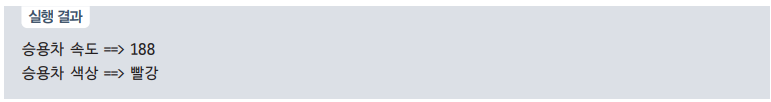 실행 결과
승용차 속도 ==> 188
승용차 색상 ==> 빨강